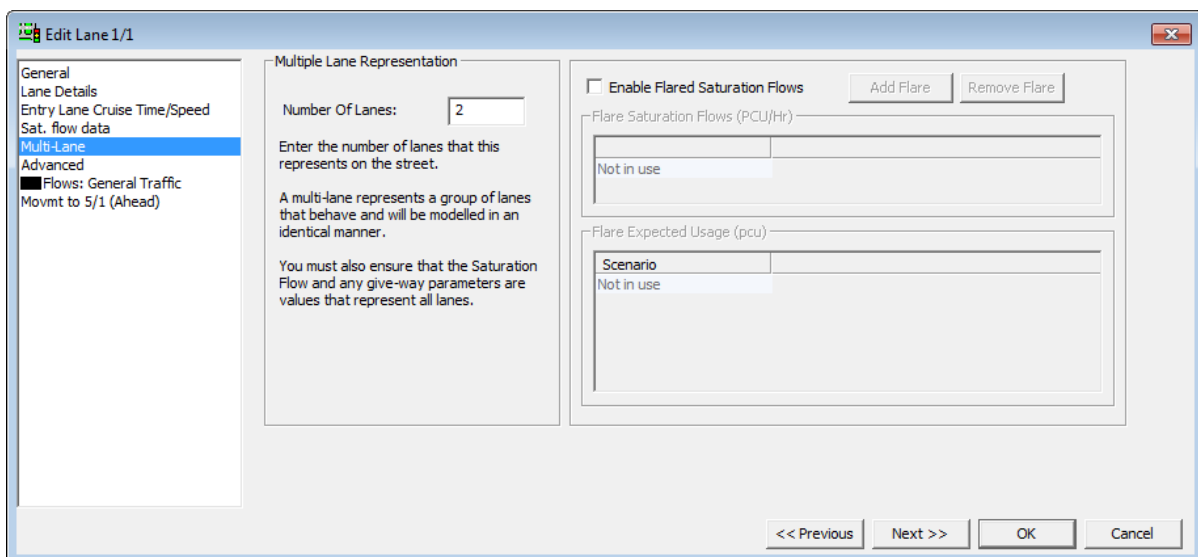 Edit Lane 1/1
General
Lane Details
Entry Lane Cruise Time/Speed
Sat. flow data
Multi-Lane
Advanced
Flows: General Traffic
Movmt to 5/1 (Ahead)
Multiple Lane Representation
Number Of Lanes: 2
Enter the number of lanes that this
represents on the street.
A multi-lane represents a group of lanes
that behave and will be modelled in an
identical manner.
You must also ensure that the Saturation
Flow and any give-way parameters are
values that represent all lanes.
Enable Flared Saturation Flows
Add Flare
Remove Flare
Flare Saturation Flows (PCU/Hr)
Not in use
Flare Expected Usage (pcu)
Scenario
Not in use
<< Previous
Next >>
OK
Cancel